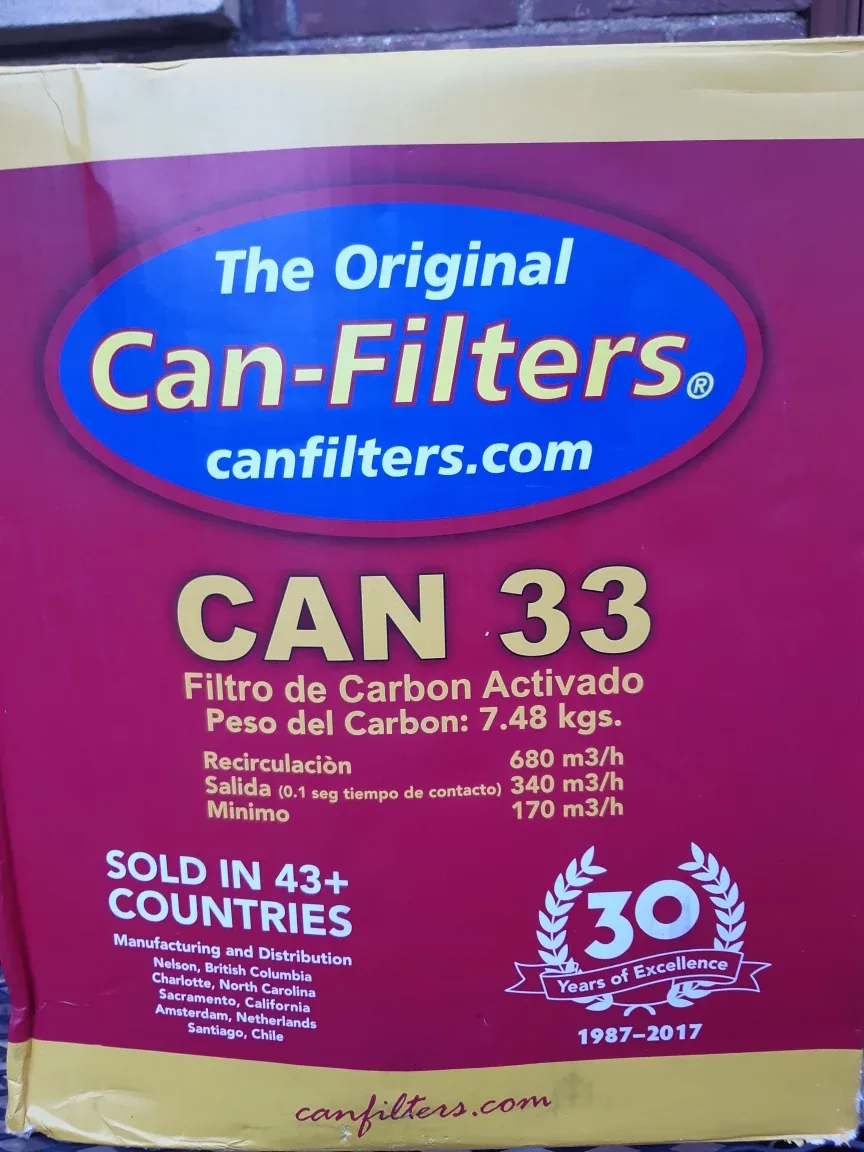 The Original
Can-Filters®
canfilters.com
CAN 33
Filtro de Carbon Activado
Peso del Carbon: 7.48 kgs.
Recirculaciòn 680 m3/h
Salida (0.1 seg tiempo de contacto) 340 m3/h
Minimo 170 m3/h
SOLD IN 43+
COUNTRIES
Manufacturing and Distribution
Nelson, British Columbia
Charlotte, North Carolina
Sacramento, California
Amsterdam, Netherlands
Santiago, Chile
30
Years of Excellence
1987–2017
canfilters.com